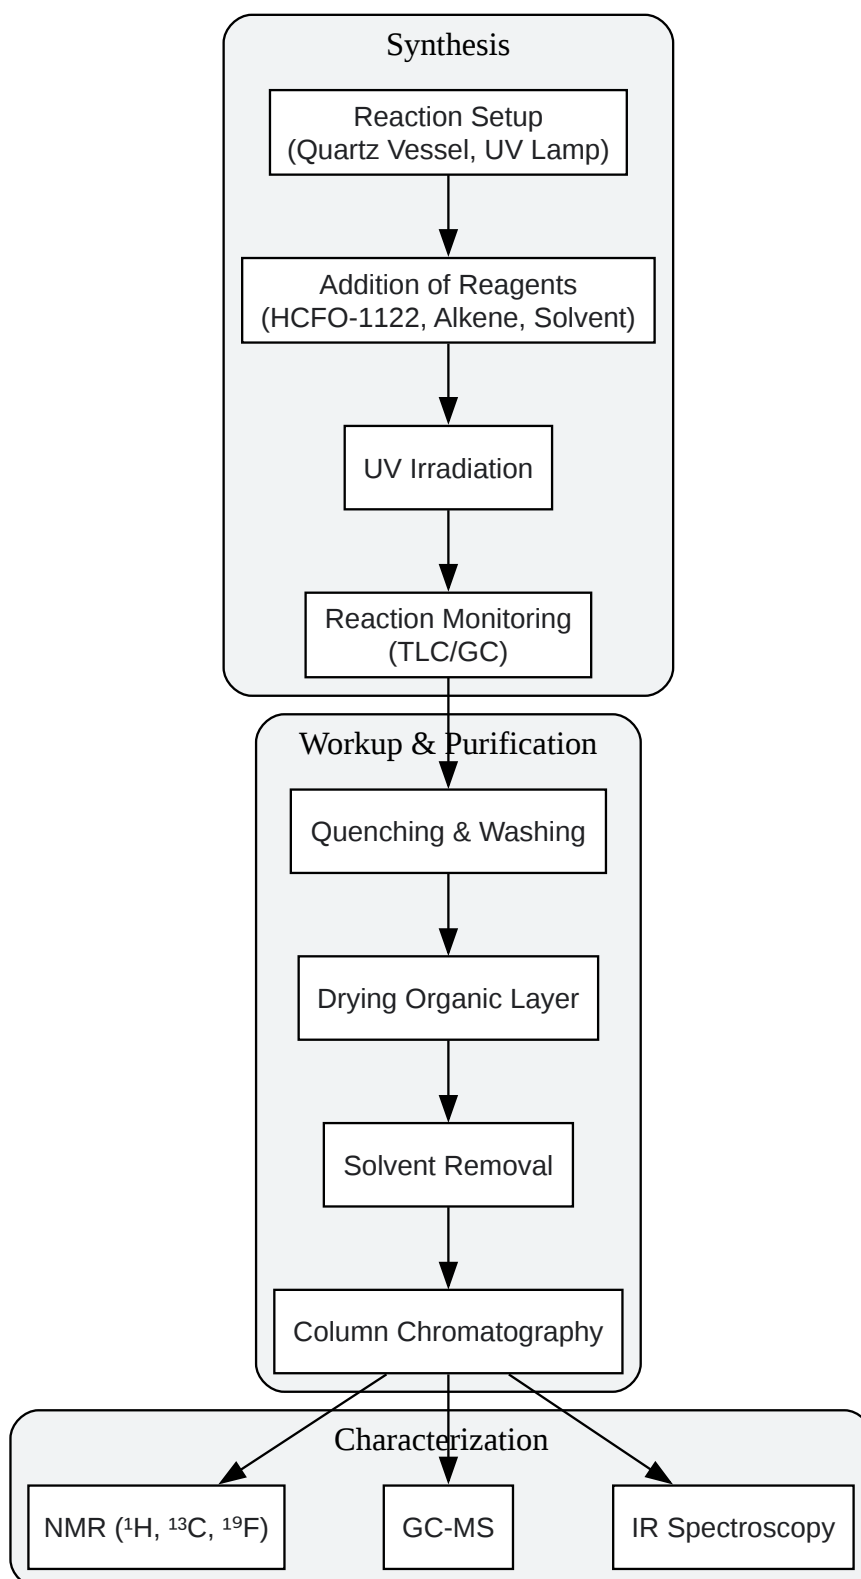 Synthesis
Reaction Setup
(Quartz Vessel, UV Lamp)
Addition of Reagents
(HCFO-1122, Alkene, Solvent)
UV Irradiation
Reaction Monitoring
(TLC/GC)
Workup & Purification
Quenching & Washing
Drying Organic Layer
Solvent Removal
Column Chromatography
Characterization
NMR (¹H, ¹³C, ¹⁹F)
GC-MS
IR Spectroscopy